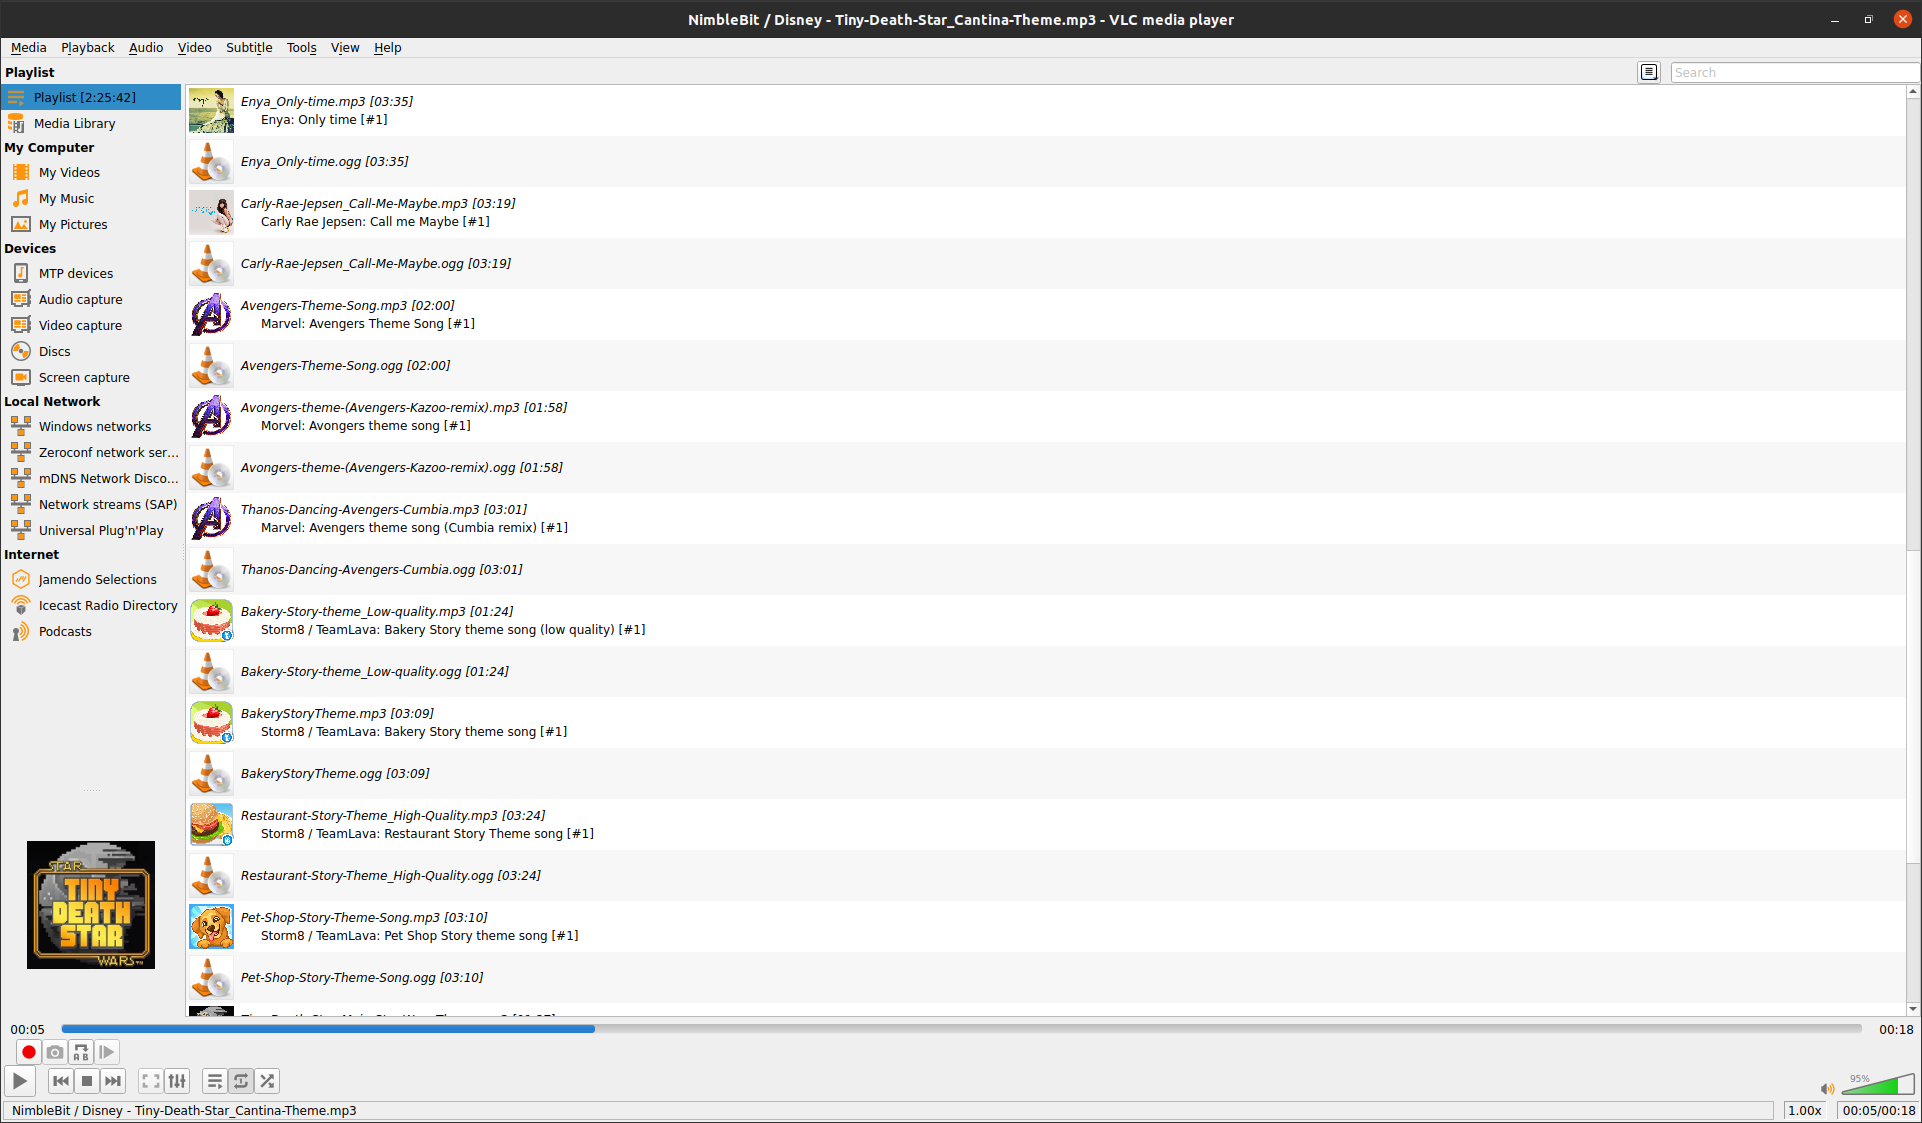 NimbleBit / Disney - Tiny-Death-Star_Cantina-Theme.mp3 - VLC media player
Media Playback Audio Video Subtitle Tools View Help
Playlist
Search
Playlist [2:25:42]
Media Library
My Computer
My Videos
My Music
My Pictures
Devices
MTP devices
Audio capture
Video capture
Discs
Screen capture
Local Network
Windows networks
Zeroconf network ser...
mDNS Network Disco...
Network streams (SAP)
Universal Plug'n'Play
Internet
Jamendo Selections
Icecast Radio Directory
Podcasts
Enya_Only-time.mp3 [03:35]
Enya: Only time [#1]
Enya_Only-time.ogg [03:35]
Carly-Rae-Jepsen_Call-Me-Maybe.mp3 [03:19]
Carly Rae Jepsen: Call me Maybe [#1]
Carly-Rae-Jepsen_Call-Me-Maybe.ogg [03:19]
Avengers-Theme-Song.mp3 [02:00]
Marvel: Avengers Theme Song [#1]
Avengers-Theme-Song.ogg [02:00]
Avongers-theme-(Avengers-Kazoo-remix).mp3 [01:58]
Morvel: Avongers theme song [#1]
Avongers-theme-(Avengers-Kazoo-remix).ogg [01:58]
Thanos-Dancing-Avengers-Cumbia.mp3 [03:01]
Marvel: Avengers theme song (Cumbia remix) [#1]
Thanos-Dancing-Avengers-Cumbia.ogg [03:01]
Bakery-Story-theme_Low-quality.mp3 [01:24]
Storm8 / TeamLava: Bakery Story theme song (low quality) [#1]
Bakery-Story-theme_Low-quality.ogg [01:24]
BakeryStoryTheme.mp3 [03:09]
Storm8 / TeamLava: Bakery Story theme song [#1]
BakeryStoryTheme.ogg [03:09]
Restaurant-Story-Theme_High-Quality.mp3 [03:24]
Storm8 / TeamLava: Restaurant Story Theme song [#1]
Restaurant-Story-Theme_High-Quality.ogg [03:24]
Pet-Shop-Story-Theme-Song.mp3 [03:10]
Storm8 / TeamLava: Pet Shop Story theme song [#1]
Pet-Shop-Story-Theme-Song.ogg [03:10]
STAR
TINY
DEATH
STAR
WARS™
00:05
00:18
A B
95%
NimbleBit / Disney - Tiny-Death-Star_Cantina-Theme.mp3
1.00x
00:05/00:18